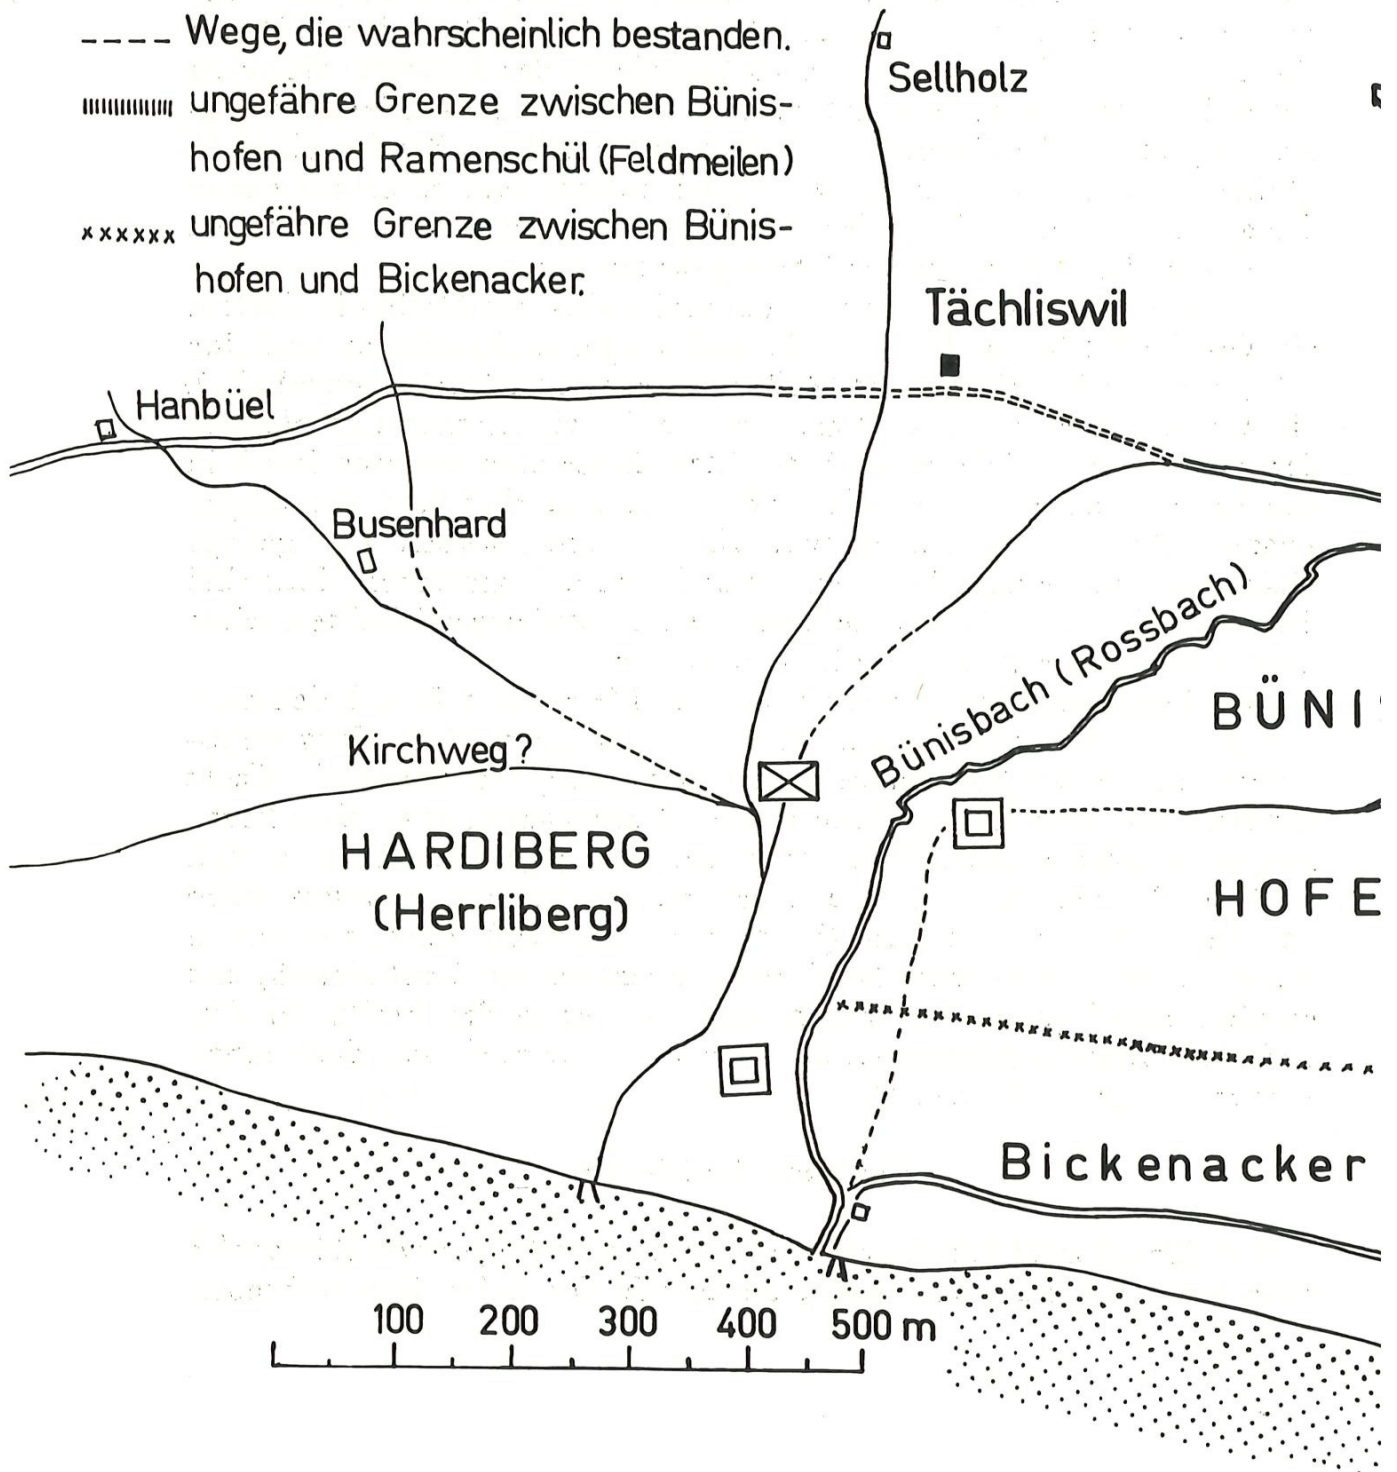 Wege, die wahrscheinlich bestanden.
ungefähre Grenze zwischen Bünis-
hofen und Ramenschül (Feldmeilen)
ungefähre Grenze zwischen Bünis-
hofen und Bickenacker.
Sellholz
Tächliswil
Hanbüel
Busenhard
Bünisbach (Rossbach)
BÜNI
Kirchweg?
HARDIBERG
(Herrliberg)
HOFE
Bickenacker
100 200 300 400 500 m